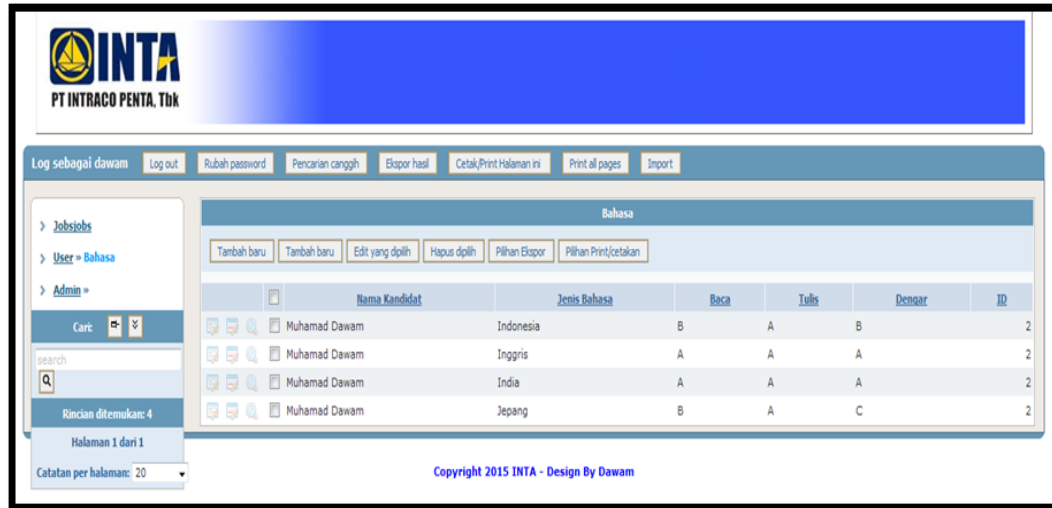 INTA
PT INTRACO PENTA, Tbk
Log sebagai dawam Log out Rubah password Pencarian canggih Ekspor hasil Cetak/Print Halaman ini Print all pages Import
Jobsjobs
User » Bahasa
Admin »
Cari:
search
Rincian ditemukan: 4
Halaman 1 dari 1
Catatan per halaman: 20
Bahasa
Tambah baru Tambah baru Edit yang dipilih Hapus dipilih Pilihan Ekspor Pilihan Print/cetakan
Nama Kandidat Jenis Bahasa Baca Tulis Dengar ID
Muhamad Dawam Indonesia B A B 2
Muhamad Dawam Inggris A A A 2
Muhamad Dawam India A A A 2
Muhamad Dawam Jepang B A C 2
Copyright 2015 INTA - Design By Dawam